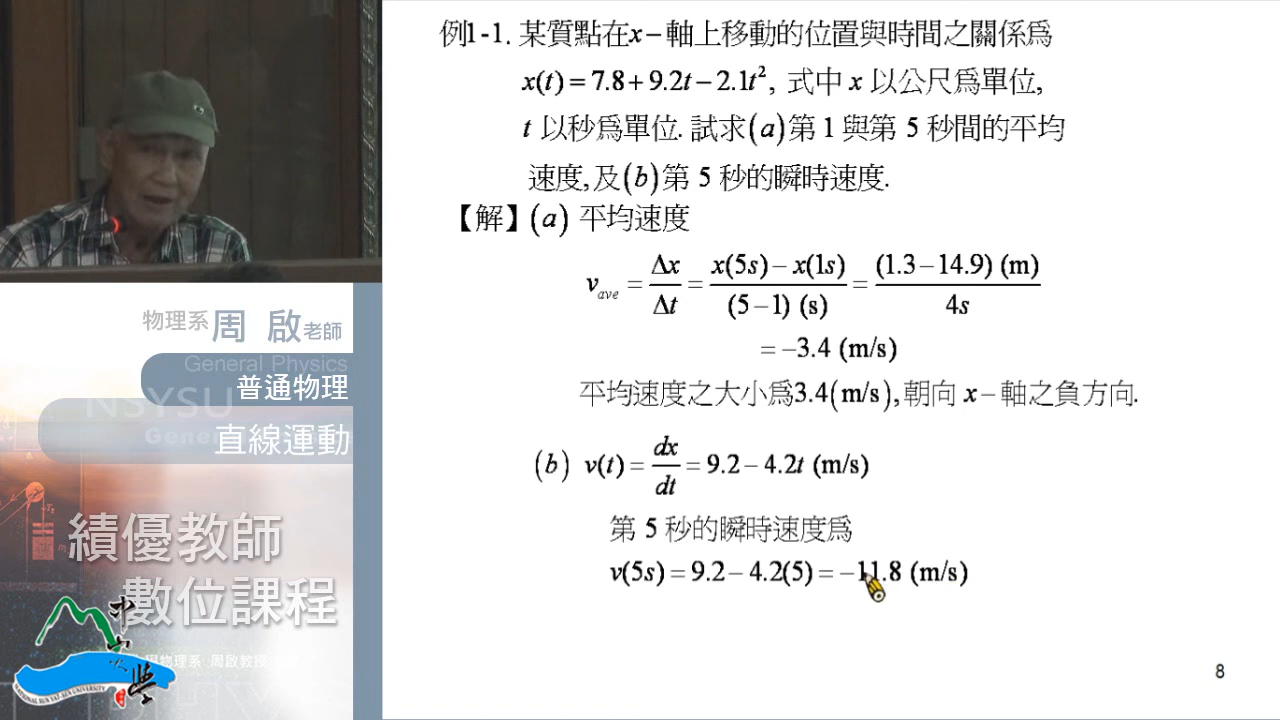 例1-1. 某質點在x－軸上移動的位置與時間之關係為
x(t) = 7.8 + 9.2t − 2.1t², 式中 x 以公尺為單位,
t 以秒為單位. 試求(a)第 1 與第 5 秒間的平均
速度, 及(b)第 5 秒的瞬時速度.
【解】(a) 平均速度
v_ave = Δx/Δt = (x(5s) − x(1s))/((5 − 1) (s)) = ((1.3 − 14.9) (m))/(4s)
= −3.4 (m/s)
平均速度之大小為3.4(m/s), 朝向 x－軸之負方向.
(b) v(t) = dx/dt = 9.2 − 4.2t (m/s)
第 5 秒的瞬時速度為
v(5s) = 9.2 − 4.2(5) = −11.8 (m/s)
8
物理系 周 啟 老師
General Physics
普通物理
NSYSU
直線運動
績優教師
數位課程